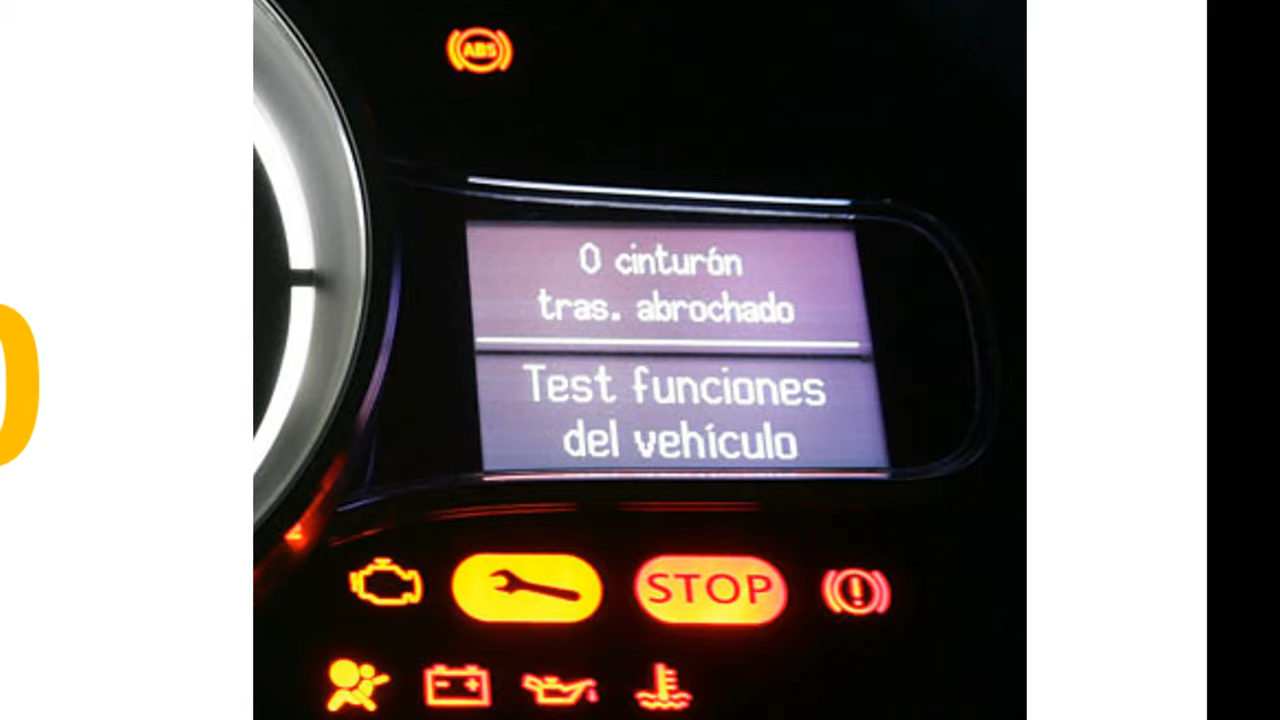 ABS
0 cinturón
tras. abrochado
Test funciones
del vehículo
STOP